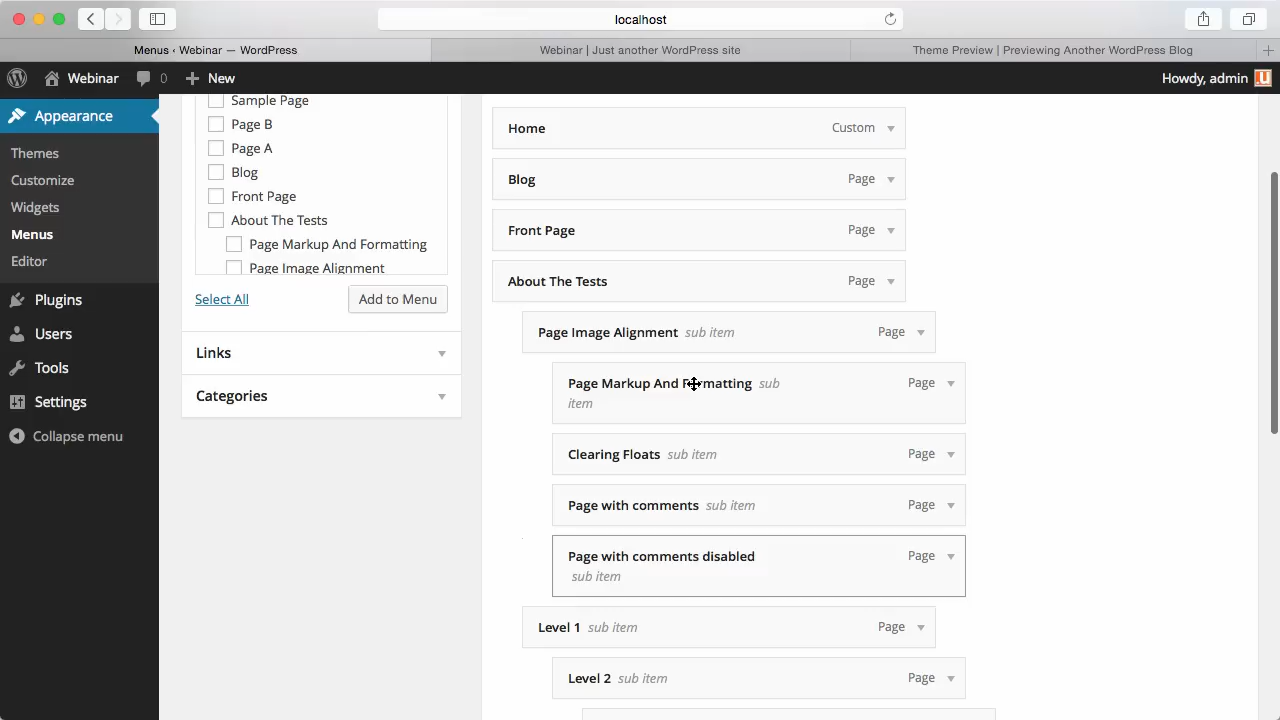 localhost
Menus ‹ Webinar — WordPress
Webinar | Just another WordPress site
Theme Preview | Previewing Another WordPress Blog
Webinar
0
New
Howdy, admin
Appearance
Themes
Customize
Widgets
Menus
Editor
Plugins
Users
Tools
Settings
Collapse menu
Sample Page
Page B
Page A
Blog
Front Page
About The Tests
Page Markup And Formatting
Page Image Alignment
Select All
Add to Menu
Links
Categories
Home Custom
Blog Page
Front Page Page
About The Tests Page
Page Image Alignment sub item Page
Page Markup And Formatting sub Page
item
Clearing Floats sub item Page
Page with comments sub item Page
Page with comments disabled Page
sub item
Level 1 sub item Page
Level 2 sub item Page